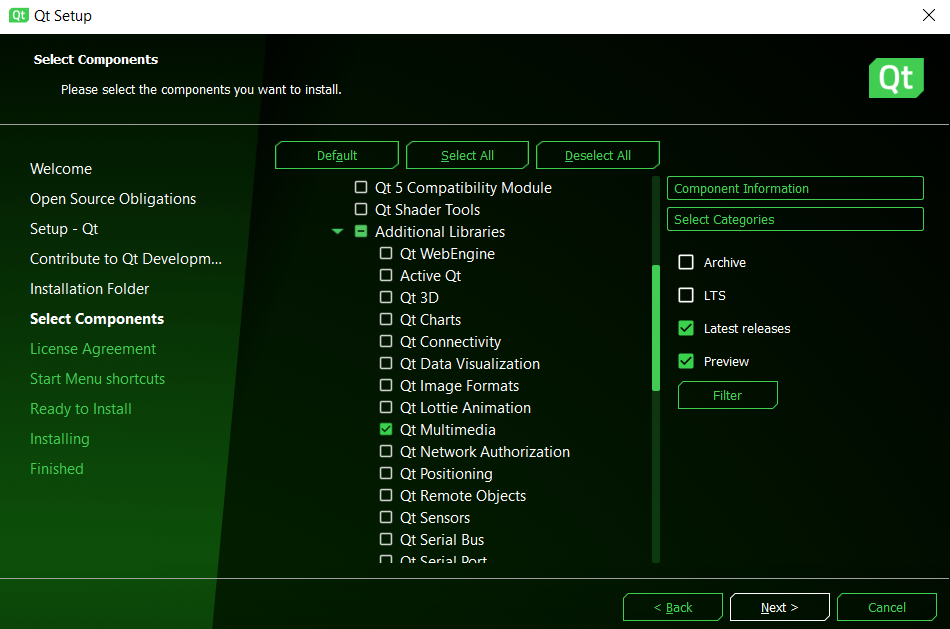 Qt Qt Setup
Select Components
Please select the components you want to install.
Qt
Welcome
Open Source Obligations
Setup - Qt
Contribute to Qt Developm...
Installation Folder
Select Components
License Agreement
Start Menu shortcuts
Ready to Install
Installing
Finished
Default
Select All
Deselect All
Qt 5 Compatibility Module
Qt Shader Tools
Additional Libraries
Qt WebEngine
Active Qt
Qt 3D
Qt Charts
Qt Connectivity
Qt Data Visualization
Qt Image Formats
Qt Lottie Animation
Qt Multimedia
Qt Network Authorization
Qt Positioning
Qt Remote Objects
Qt Sensors
Qt Serial Bus
Qt Serial Port
Component Information
Select Categories
Archive
LTS
Latest releases
Preview
Filter
< Back
Next >
Cancel